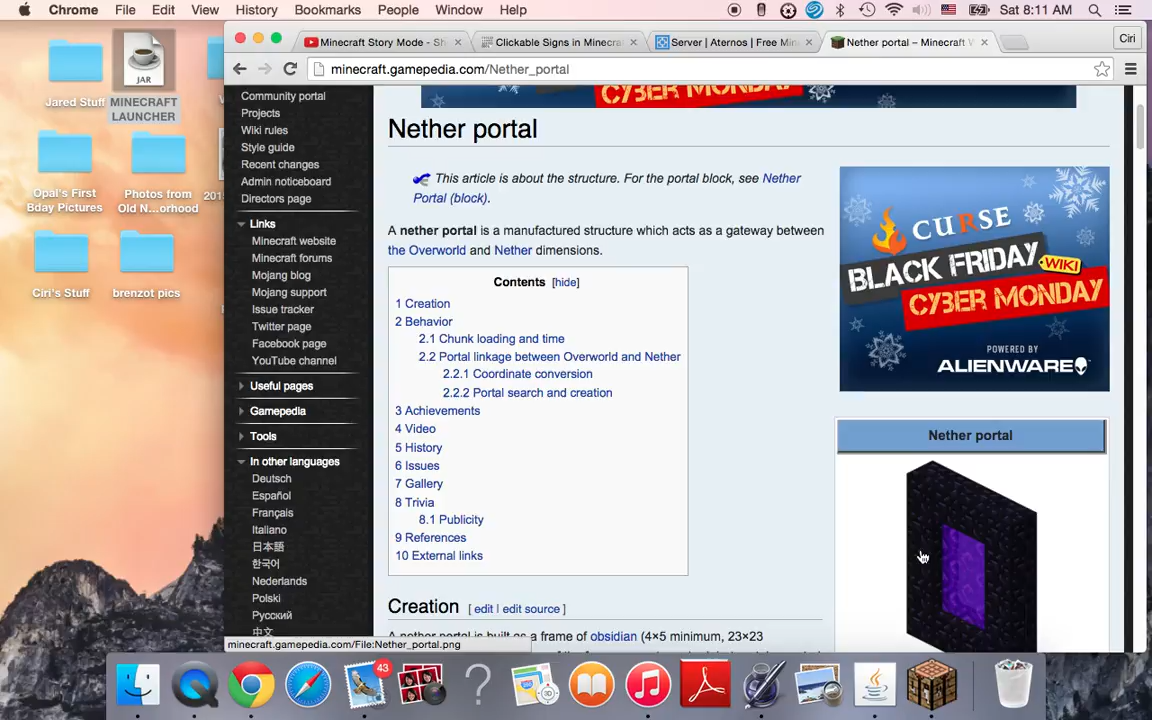 Chrome File Edit View History Bookmarks People Window Help Sat 8:11 AM
Minecraft Story Mode - Sh
Clickable Signs in Minecra
Server | Aternos | Free Min
Nether portal – Minecraft W
Ciri
minecraft.gamepedia.com/Nether_portal
Jared Stuff
JAR
MINECRAFT
LAUNCHER
Opal's First
Bday Pictures
Photos from
Old N...orhood
Ciri's Stuff
brenzot pics
Community portal
Projects
Wiki rules
Style guide
Recent changes
Admin noticeboard
Directors page
Links
Minecraft website
Minecraft forums
Mojang blog
Mojang support
Issue tracker
Twitter page
Facebook page
YouTube channel
Useful pages
Gamepedia
Tools
In other languages
Deutsch
Español
Français
Italiano
日本語
한국어
Nederlands
Polski
Русский
中文
minecraft.gamepedia.com/File:Nether_portal.png
CYBER MONDAY
Nether portal
This article is about the structure. For the portal block, see Nether
Portal (block).
A nether portal is a manufactured structure which acts as a gateway between
the Overworld and Nether dimensions.
Contents [hide]
1 Creation
2 Behavior
2.1 Chunk loading and time
2.2 Portal linkage between Overworld and Nether
2.2.1 Coordinate conversion
2.2.2 Portal search and creation
3 Achievements
4 Video
5 History
6 Issues
7 Gallery
8 Trivia
8.1 Publicity
9 References
10 External links
Creation [ edit | edit source ]
A nether portal is built as a frame of obsidian (4×5 minimum, 23×23
CURSE
BLACK FRIDAY
WIKI
CYBER MONDAY
POWERED BY
ALIENWARE
Nether portal
43